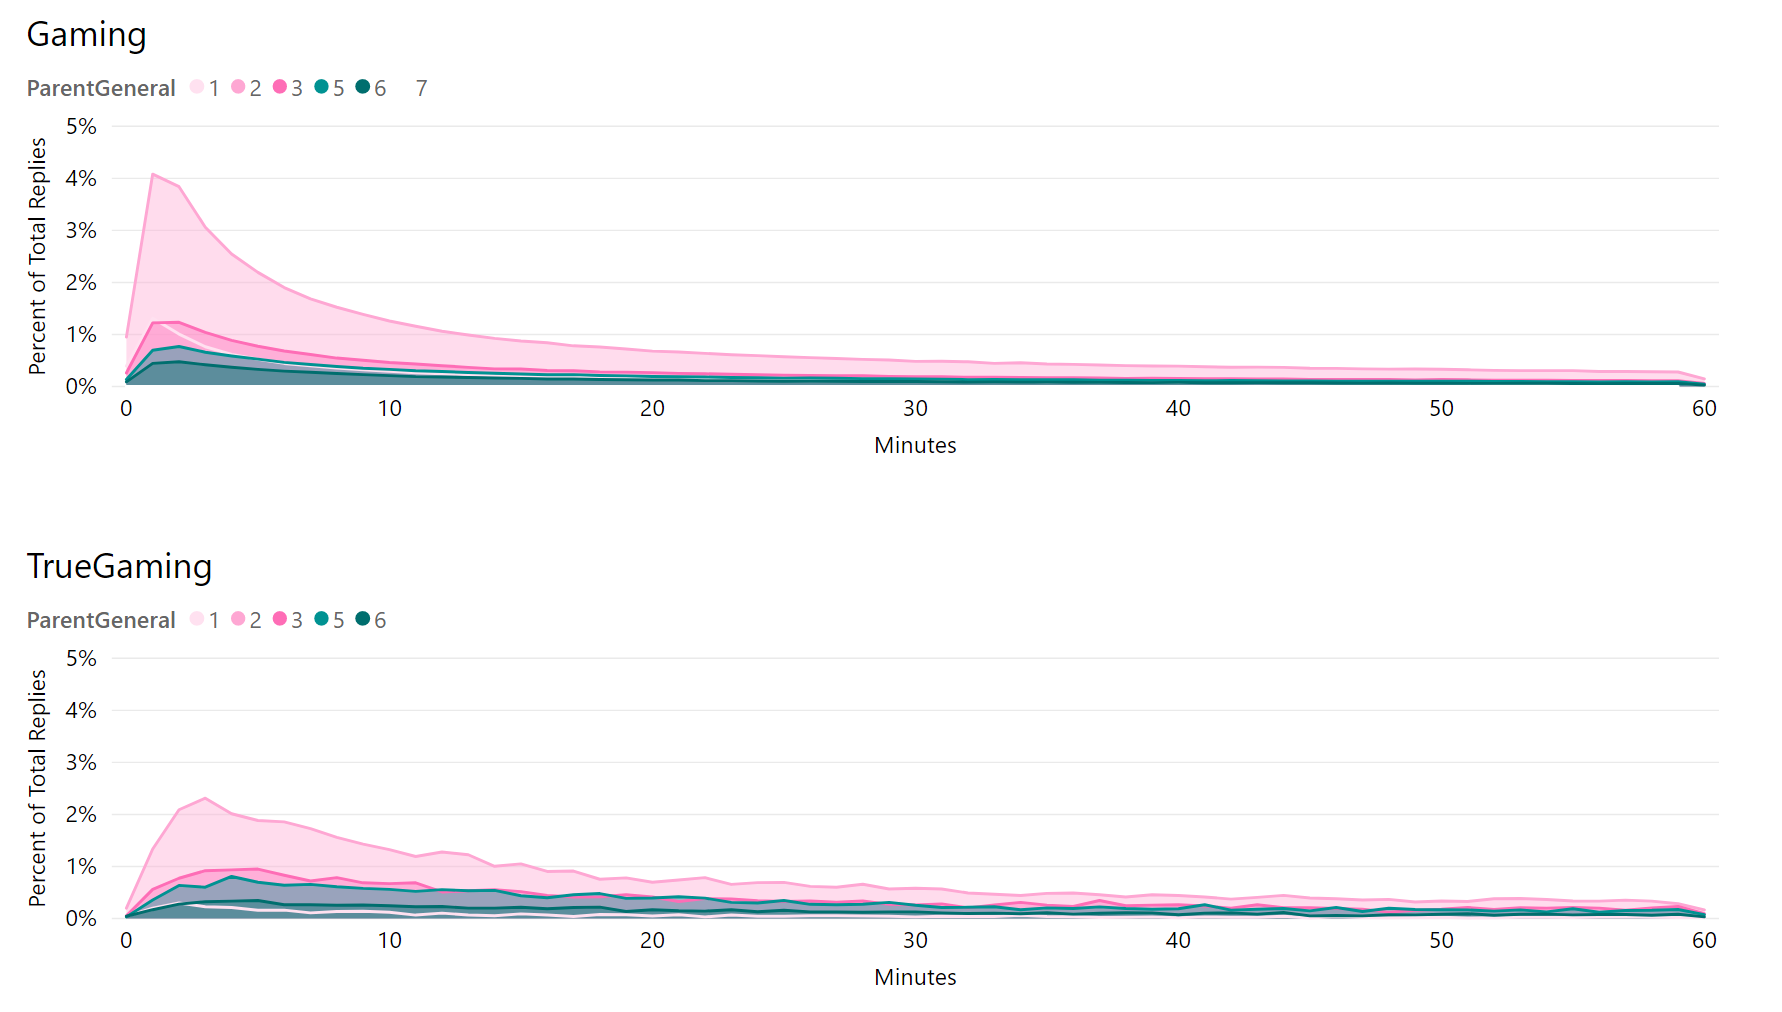 Gaming
ParentGeneral 1 2 3 5 6 7
5%
4%
3%
2%
1%
0%
Percent of Total Replies
0 10 20 30 40 50 60
Minutes
TrueGaming
ParentGeneral 1 2 3 5 6
5%
4%
3%
2%
1%
0%
Percent of Total Replies
0 10 20 30 40 50 60
Minutes